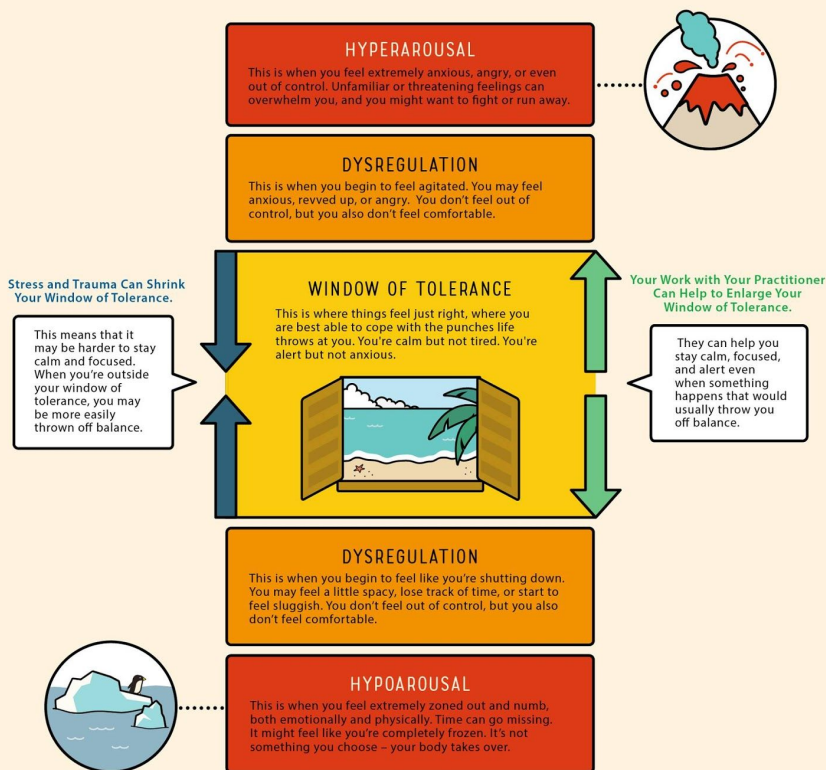 HYPERAROUSAL
This is when you feel extremely anxious, angry, or even
out of control. Unfamiliar or threatening feelings can
overwhelm you, and you might want to fight or run away.
DYSREGULATION
This is when you begin to feel agitated. You may feel
anxious, revved up, or angry. You don't feel out of
control, but you also don't feel comfortable.
Stress and Trauma Can Shrink
Your Window of Tolerance.
This means that it
may be harder to stay
calm and focused.
When you're outside
your window of
tolerance, you may
be more easily
thrown off balance.
WINDOW OF TOLERANCE
This is where things feel just right, where you
are best able to cope with the punches life
throws at you. You're calm but not tired. You're
alert but not anxious.
Your Work with Your Practitioner
Can Help to Enlarge Your
Window of Tolerance.
They can help you
stay calm, focused,
and alert even
when something
happens that would
usually throw you
off balance.
DYSREGULATION
This is when you begin to feel like you're shutting down.
You may feel a little spacy, lose track of time, or start to
feel sluggish. You don't feel out of control, but you also
don't feel comfortable.
HYPOAROUSAL
This is when you feel extremely zoned out and numb,
both emotionally and physically. Time can go missing.
It might feel like you're completely frozen. It's not
something you choose – your body takes over.